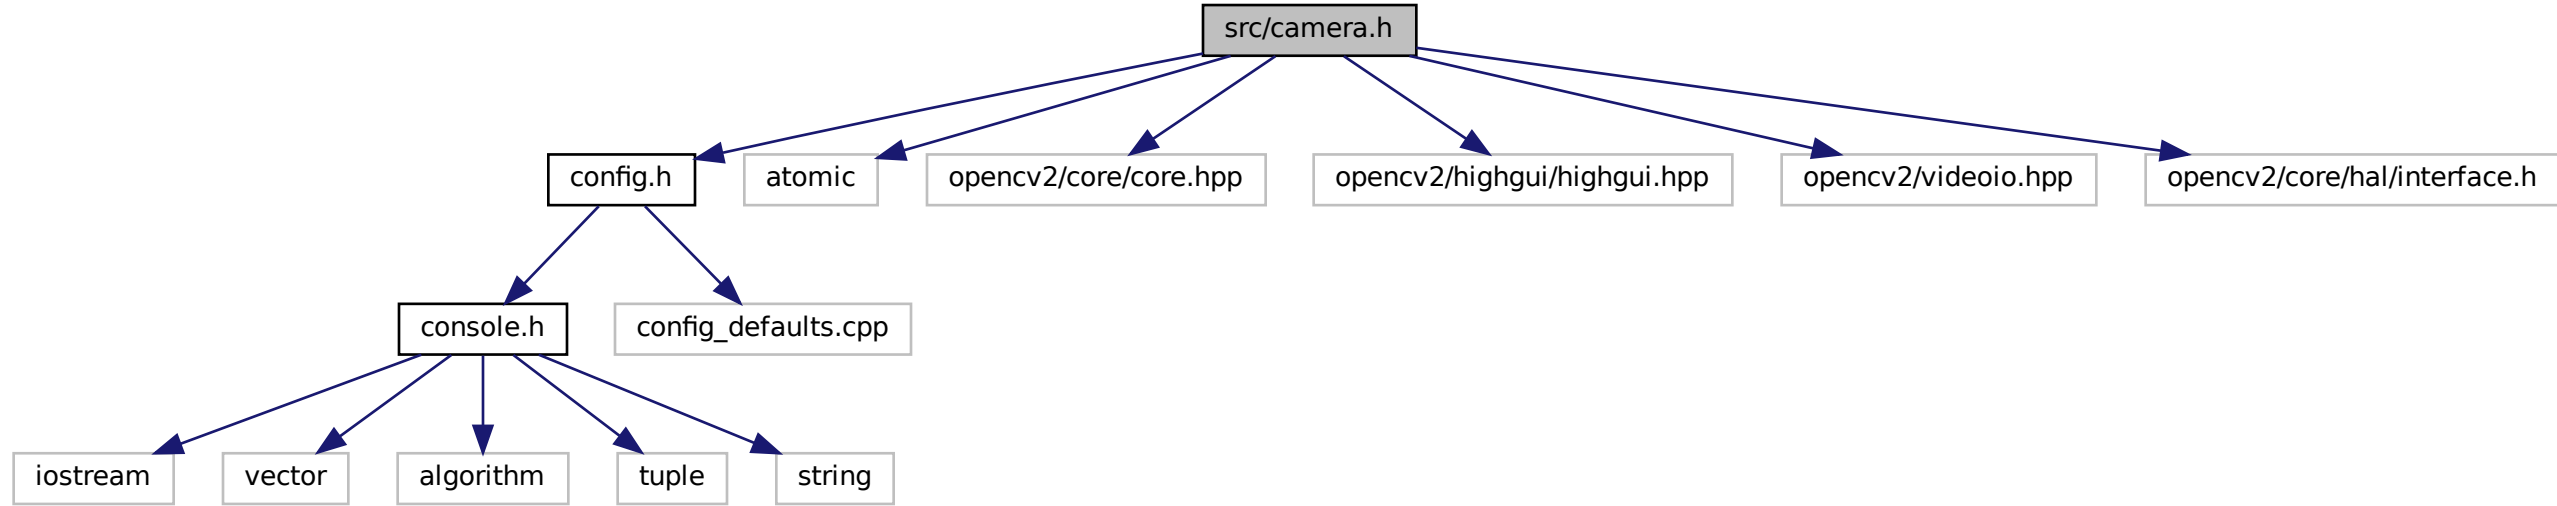 src/camera.h
config.h
atomic
opencv2/core/core.hpp
opencv2/highgui/highgui.hpp
opencv2/videoio.hpp
opencv2/core/hal/interface.h
console.h
config_defaults.cpp
iostream
vector
algorithm
tuple
string